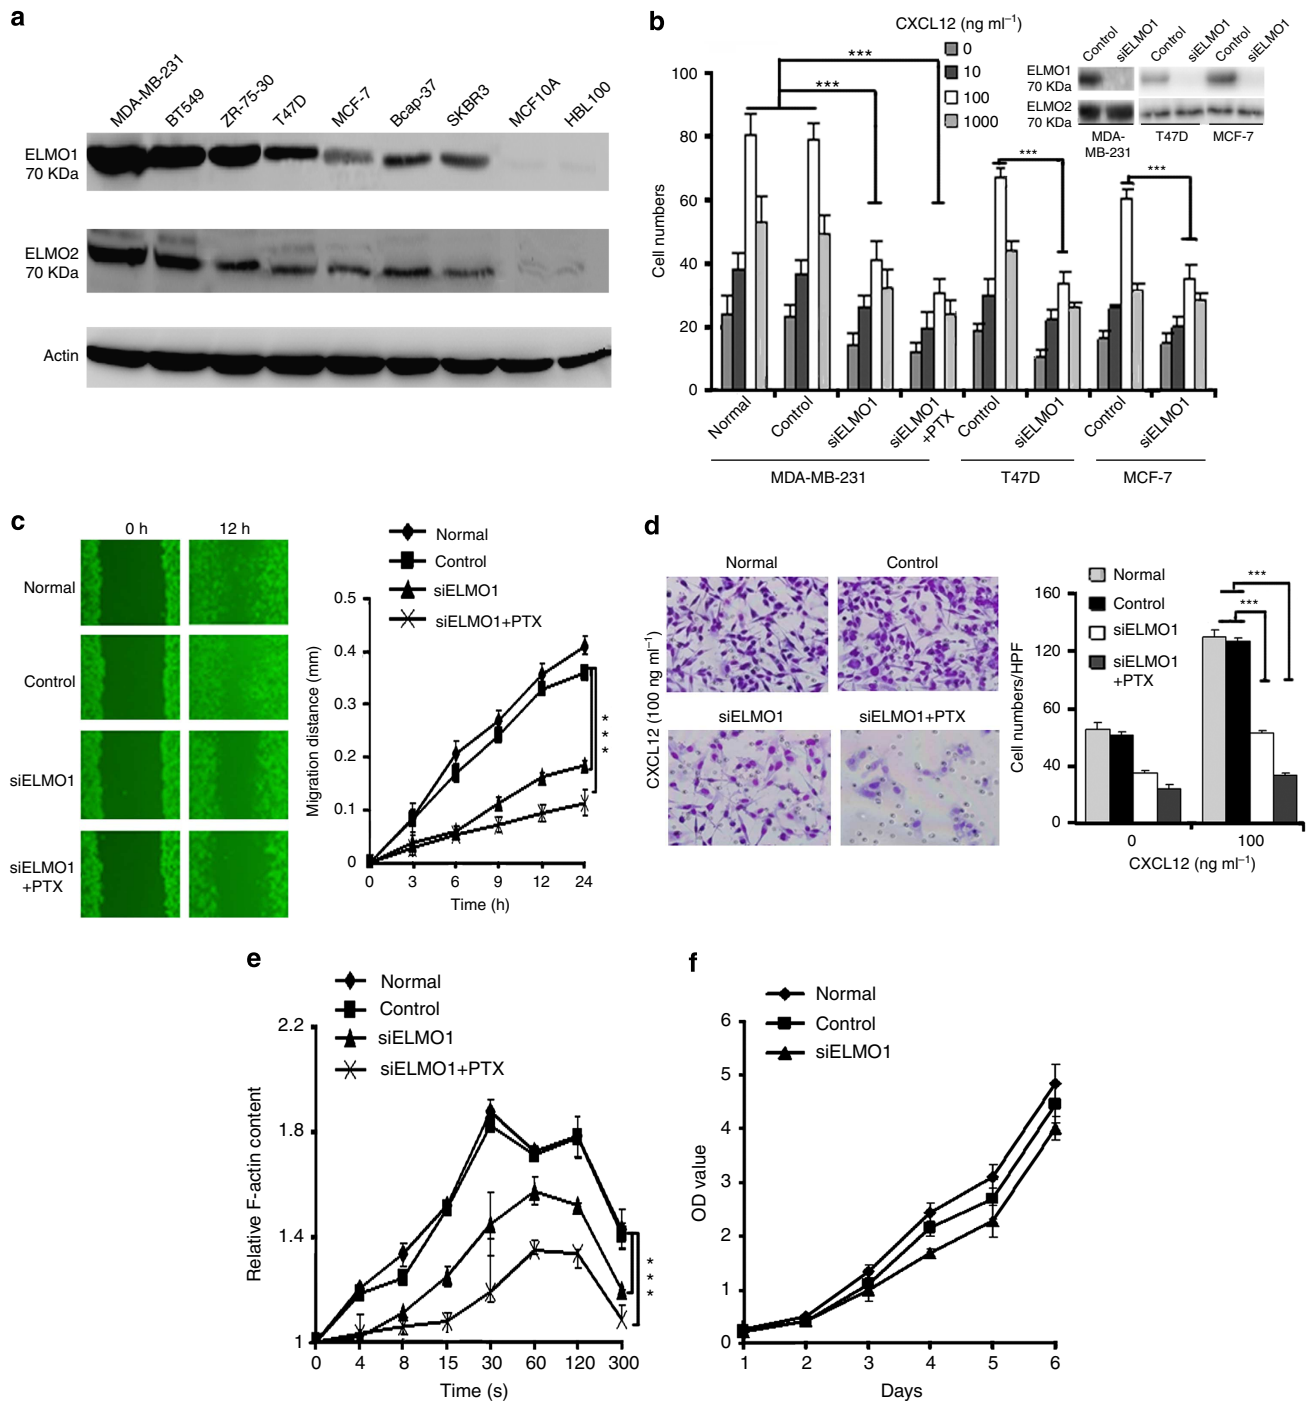 a
MDA-MB-231
BT549
ZR-75-30
T47D
MCF-7
Bcap-37
SKBR3
MCF10A
HBL100
ELMO1
70 KDa
ELMO2
70 KDa
Actin
b
CXCL12 (ng ml⁻¹)
0
10
100
1000
***
***
***
***
Control
siELMO1
Control
siELMO1
Control
siELMO1
ELMO1
70 KDa
ELMO2
70 KDa
MDA-
MB-231
T47D
MCF-7
Cell numbers
100
80
60
40
20
0
Normal
Control
siELMO1
siELMO1
+PTX
Control
siELMO1
Control
siELMO1
MDA-MB-231
T47D
MCF-7
c
0 h
12 h
Normal
Control
siELMO1
siELMO1
+PTX
Normal
Control
siELMO1
siELMO1+PTX
Migration distance (mm)
0.5
0.4
0.3
0.2
0.1
0
0 3 6 9 12 24
Time (h)
***
d
Normal
Control
siELMO1
siELMO1+PTX
CXCL12 (100 ng ml⁻¹)
Normal
Control
siELMO1
siELMO1
+PTX
***
***
Cell numbers/HPF
160
120
60
40
0
0 100
CXCL12 (ng ml⁻¹)
e
Normal
Control
siELMO1
siELMO1+PTX
Relative F-actin content
2.2
1.8
1.4
1
0 4 8 15 30 60 120 300
Time (s)
***
f
Normal
Control
siELMO1
OD value
6
5
4
3
2
1
0
1 2 3 4 5 6
Days